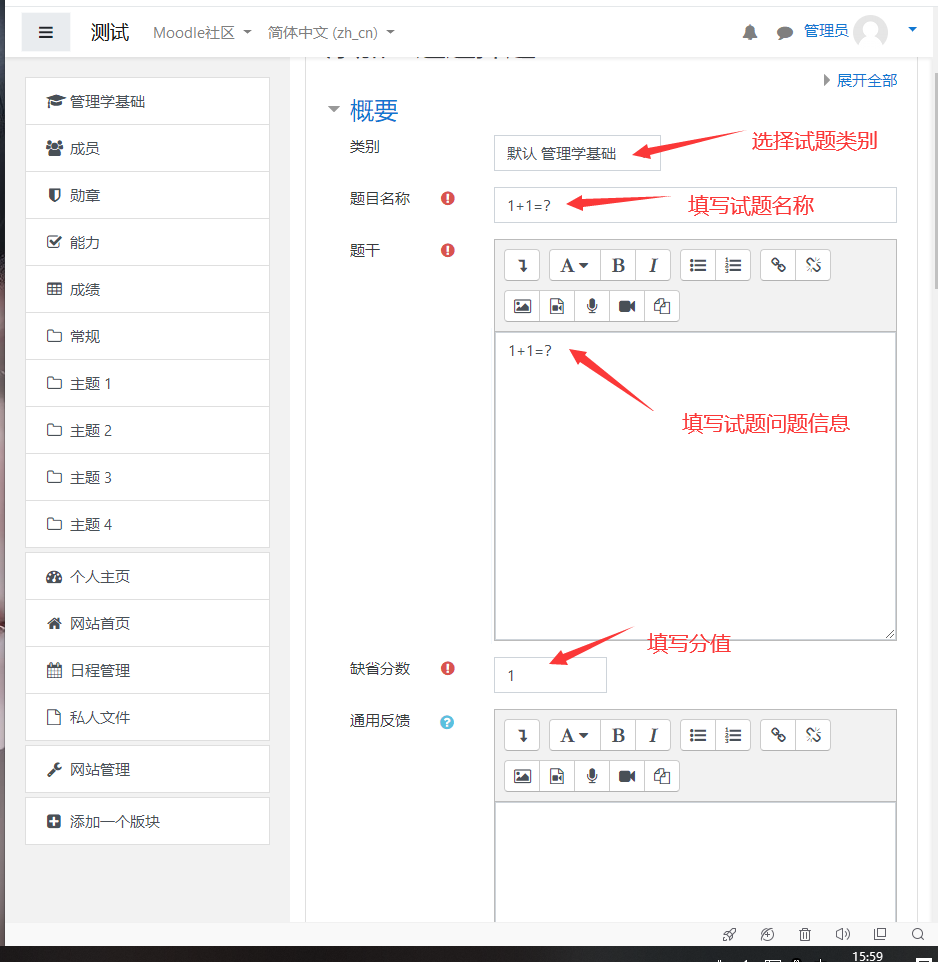 测试 Moodle社区 简体中文 (zh_cn) 管理员
展开全部
管理学基础
成员
勋章
能力
成绩
常规
主题 1
主题 2
主题 3
主题 4
个人主页
网站首页
日程管理
私人文件
网站管理
添加一个版块
概要
类别
默认 管理学基础
选择试题类别
题目名称
1+1=?
填写试题名称
题干
A B I
1+1=?
填写试题问题信息
缺省分数
1
填写分值
通用反馈
A B I
15:59